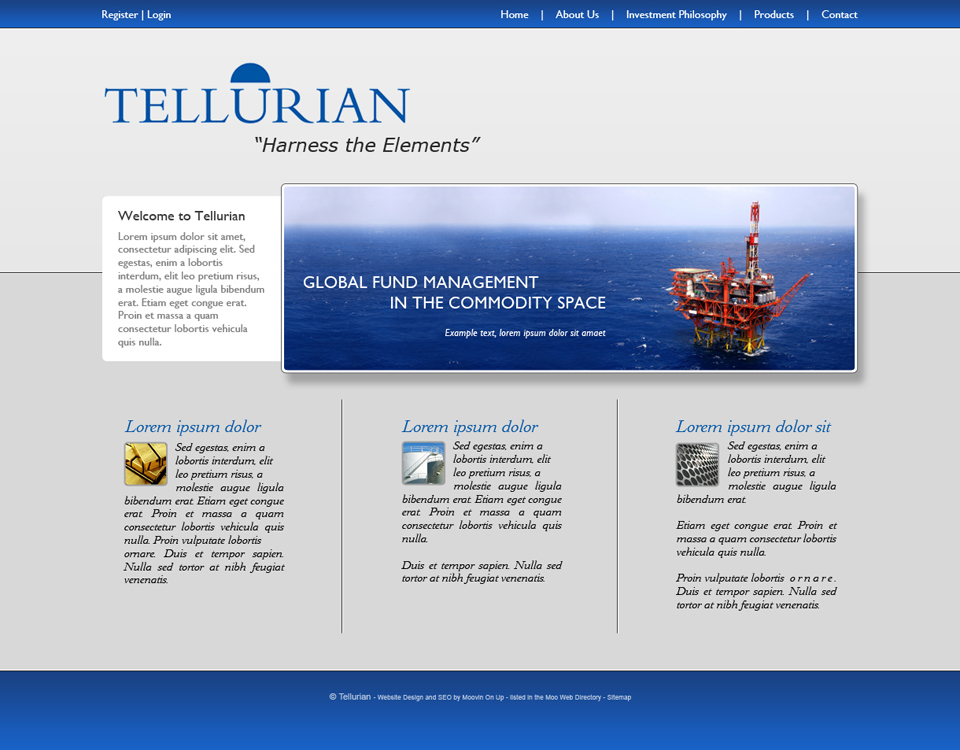 Register | Login
Home | About Us | Investment Philosophy | Products | Contact
TELLURIAN
“Harness the Elements”
Welcome to Tellurian
Lorem ipsum dolor sit amet,
consectetur adipiscing elit. Sed
egestas, enim a lobortis
interdum, elit leo pretium risus,
a molestie augue ligula bibendum
erat. Etiam eget congue erat.
Proin et massa a quam
consectetur lobortis vehicula
quis nulla.
GLOBAL FUND MANAGEMENT
IN THE COMMODITY SPACE
Example text, lorem ipsum dolor sit amaet
Lorem ipsum dolor
Sed egestas, enim a
lobortis interdum, elit
leo pretium risus, a
molestie augue ligula
bibendum erat. Etiam eget congue
erat. Proin et massa a quam
consectetur lobortis vehicula quis
nulla. Proin vulputate lobortis
ornare. Duis et tempor sapien.
Nulla sed tortor at nibh feugiat
venenatis.
Lorem ipsum dolor
Sed egestas, enim a
lobortis interdum, elit
leo pretium risus, a
molestie augue ligula
bibendum erat. Etiam eget congue
erat. Proin et massa a quam
consectetur lobortis vehicula quis
nulla.
Duis et tempor sapien. Nulla sed
tortor at nibh feugiat venenatis.
Lorem ipsum dolor sit
Sed egestas, enim a
lobortis interdum, elit
leo pretium risus, a
molestie augue ligula
bibendum erat.
Etiam eget congue erat. Proin et
massa a quam consectetur lobortis
vehicula quis nulla.
Proin vulputate lobortis ornare.
Duis et tempor sapien. Nulla sed
tortor at nibh feugiat venenatis.
© Tellurian - Website Design and SEO by Moovin On Up - listed in the Moo Web Directory - Sitemap